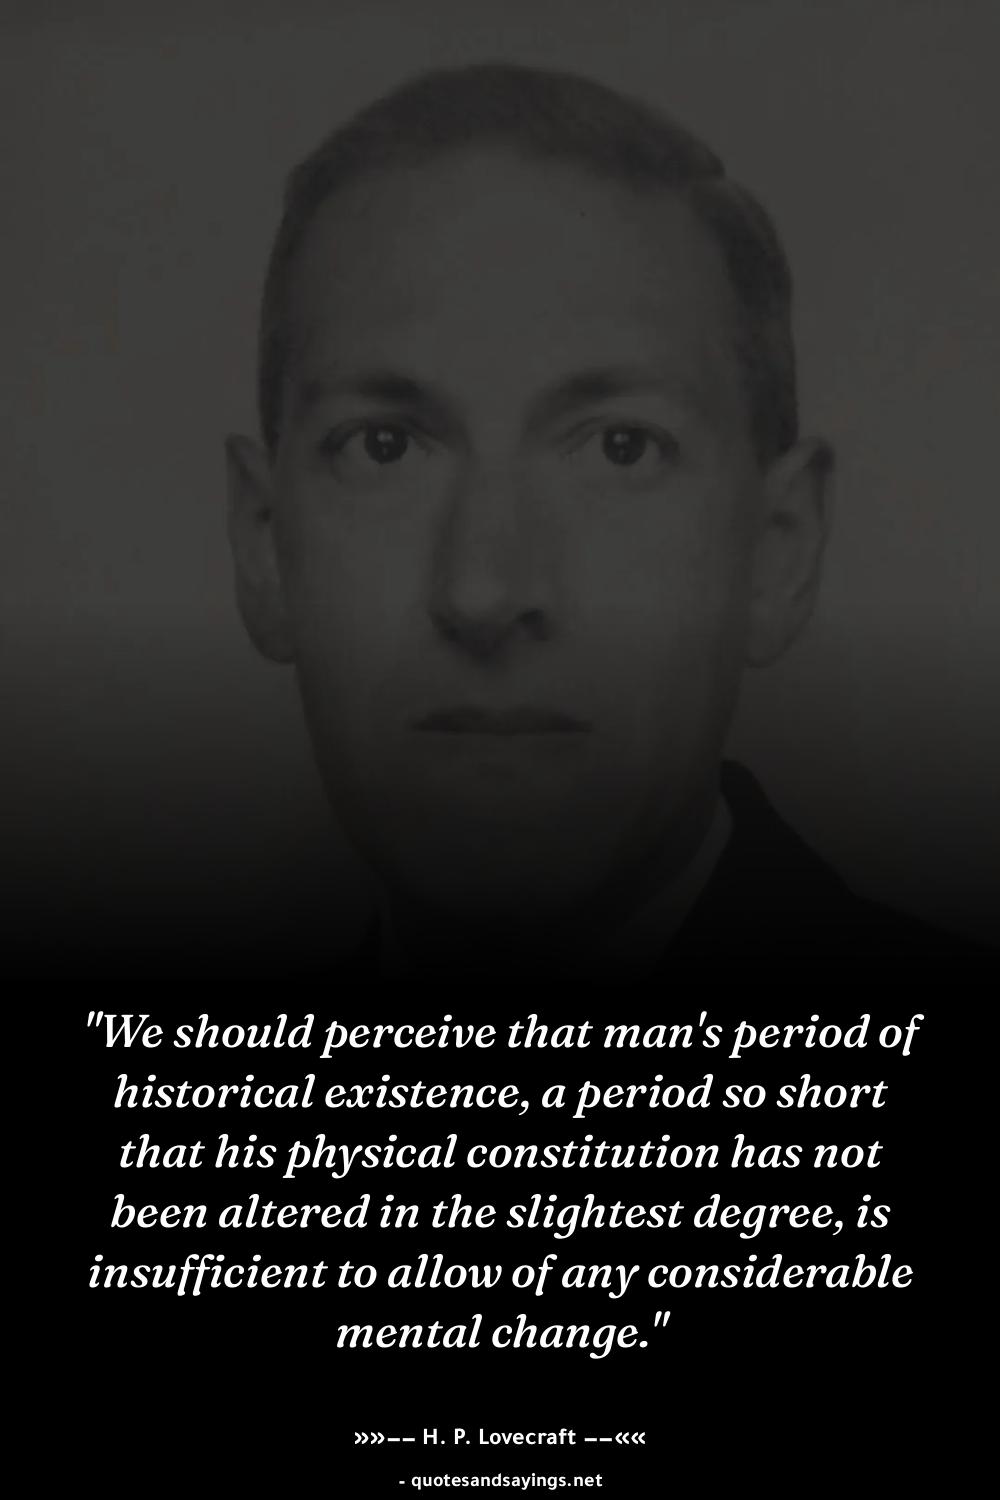 "We should perceive that man's period of
historical existence, a period so short
that his physical constitution has not
been altered in the slightest degree, is
insufficient to allow of any considerable
mental change."
»»−− H. P. Lovecraft −−««
- quotesandsayings.net